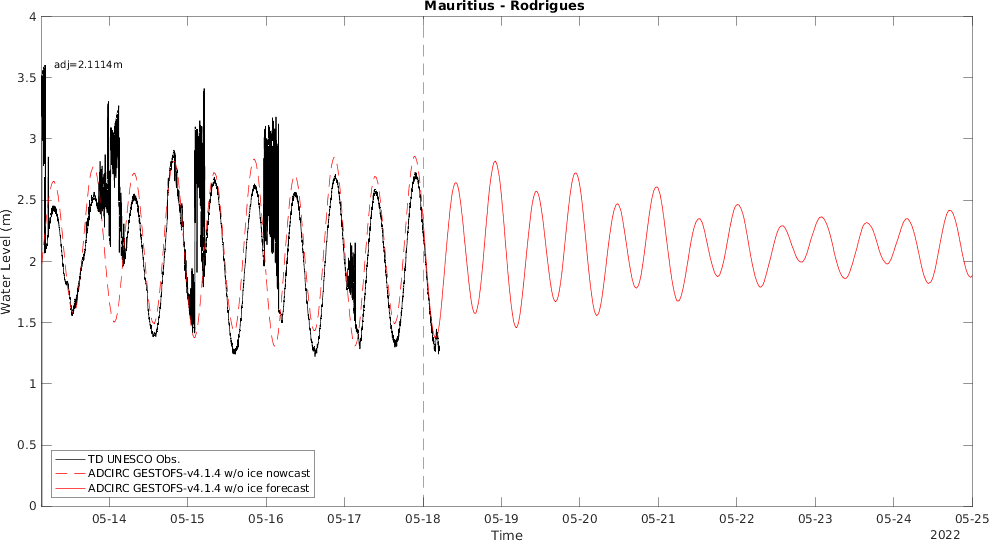 Mauritius - Rodrigues
4
3.5
3
2.5
2
1.5
1
0.5
0
Water Level (m)
adj=2.1114m
TD UNESCO Obs.
ADCIRC GESTOFS-v4.1.4 w/o ice nowcast
ADCIRC GESTOFS-v4.1.4 w/o ice forecast
05-14 05-15 05-16 05-17 05-18 05-19 05-20 05-21 05-22 05-23 05-24 05-25
Time
2022